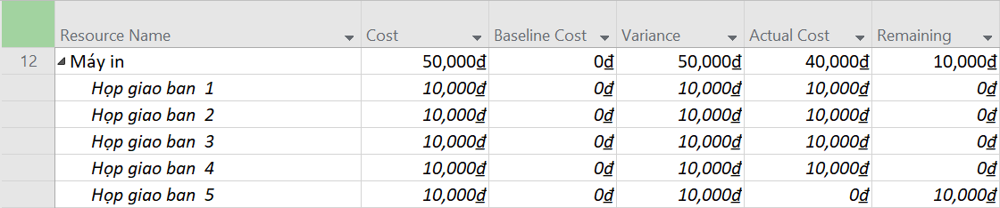 Resource Name Cost Baseline Cost Variance Actual Cost Remaining
12 Máy in 50,000₫ 0₫ 50,000₫ 40,000₫ 10,000₫
Họp giao ban 1 10,000₫ 0₫ 10,000₫ 10,000₫ 0₫
Họp giao ban 2 10,000₫ 0₫ 10,000₫ 10,000₫ 0₫
Họp giao ban 3 10,000₫ 0₫ 10,000₫ 10,000₫ 0₫
Họp giao ban 4 10,000₫ 0₫ 10,000₫ 10,000₫ 0₫
Họp giao ban 5 10,000₫ 0₫ 10,000₫ 0₫ 10,000₫